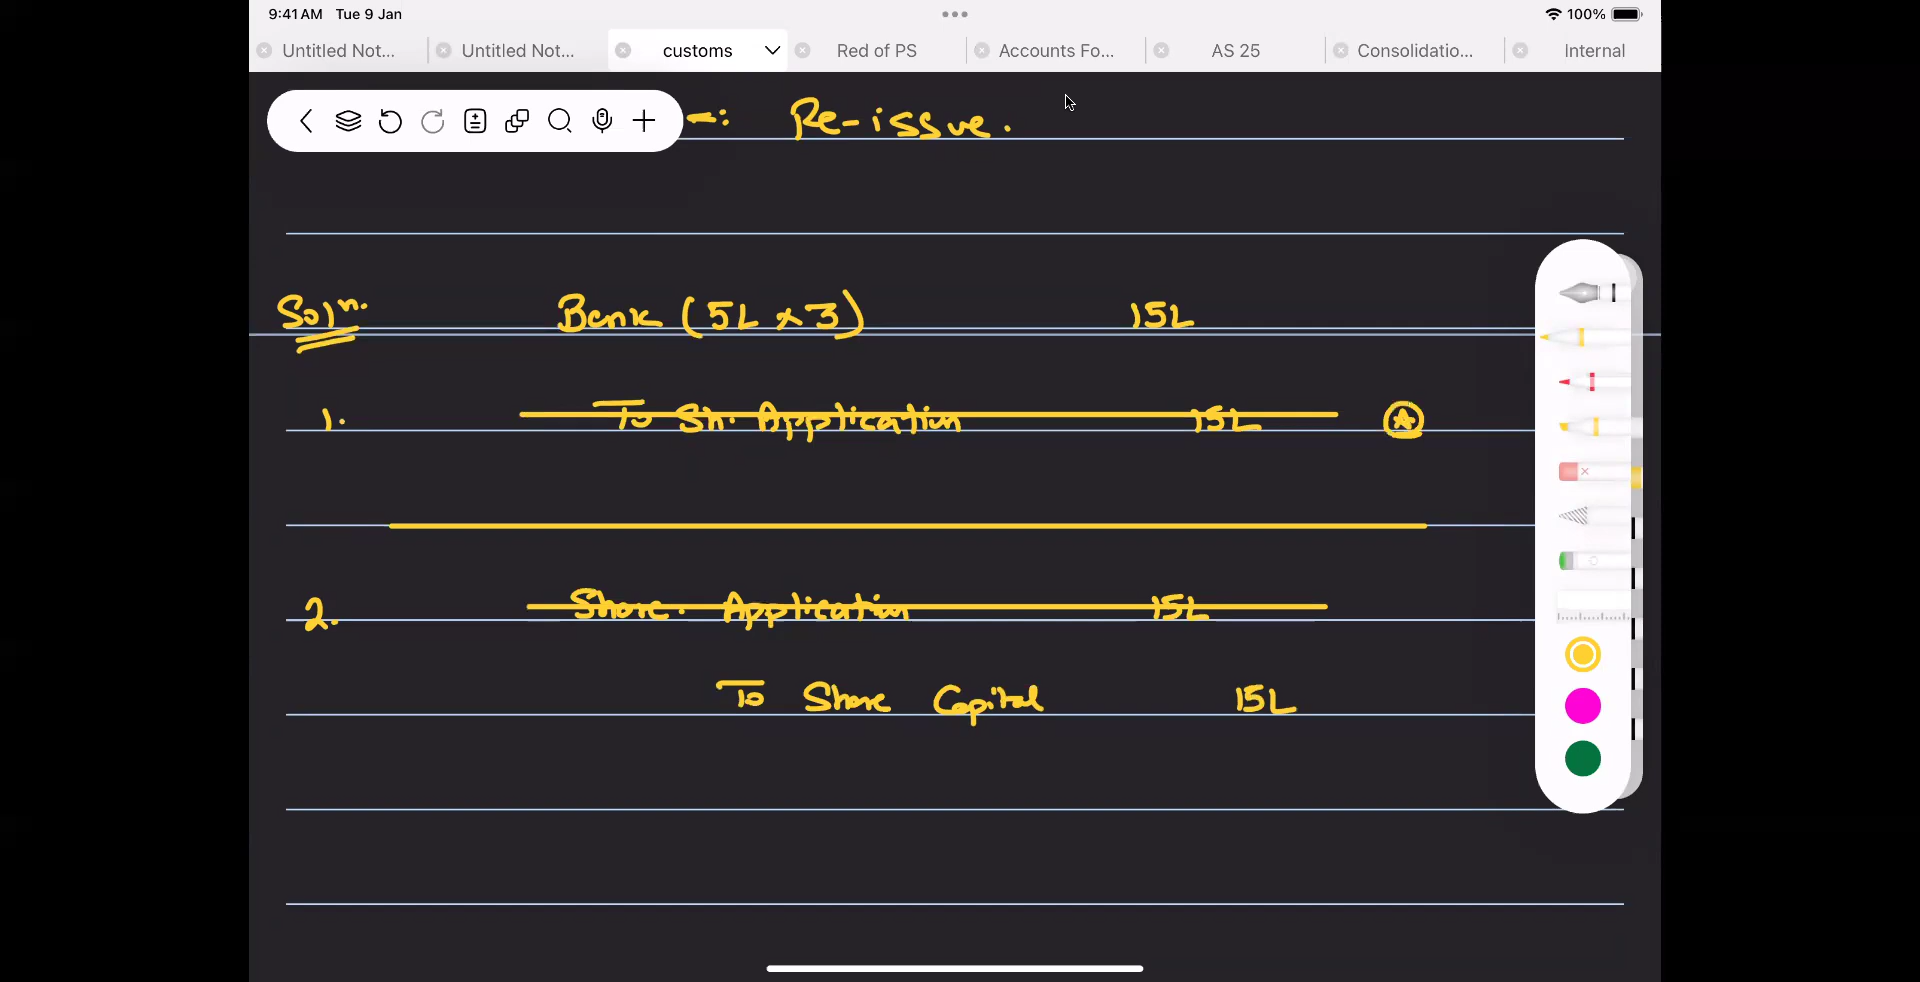 9:41 AM Tue 9 Jan 100%
Untitled Not... Untitled Not... customs Red of PS Accounts Fo... AS 25 Consolidatio... Internal
-: Re-issue.
Solⁿ. Bank (5L x 3) 15L
1. To Sh. Application 15L
2. Share. Application 15L
To Share Capital 15L